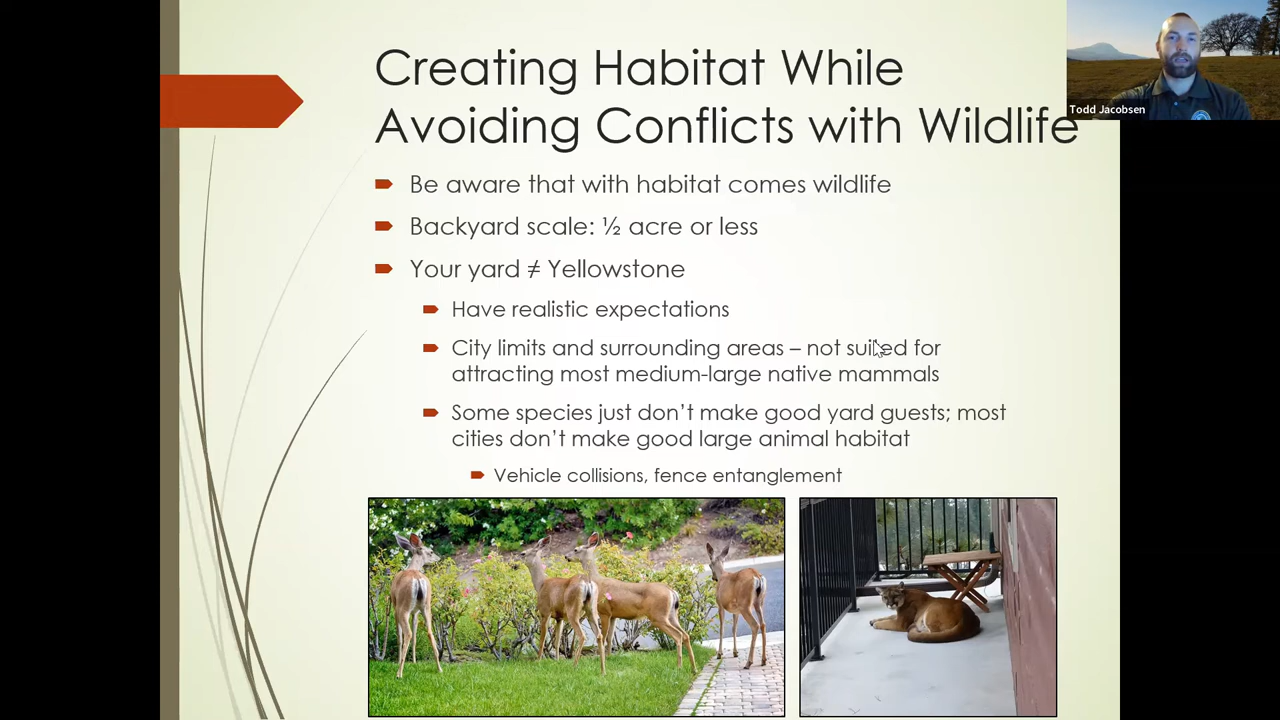 Creating Habitat While
Avoiding Conflicts with Wildlife
Todd Jacobsen
Be aware that with habitat comes wildlife
Backyard scale: ½ acre or less
Your yard ≠ Yellowstone
Have realistic expectations
City limits and surrounding areas – not suited for
attracting most medium-large native mammals
Some species just don’t make good yard guests; most
cities don’t make good large animal habitat
Vehicle collisions, fence entanglement